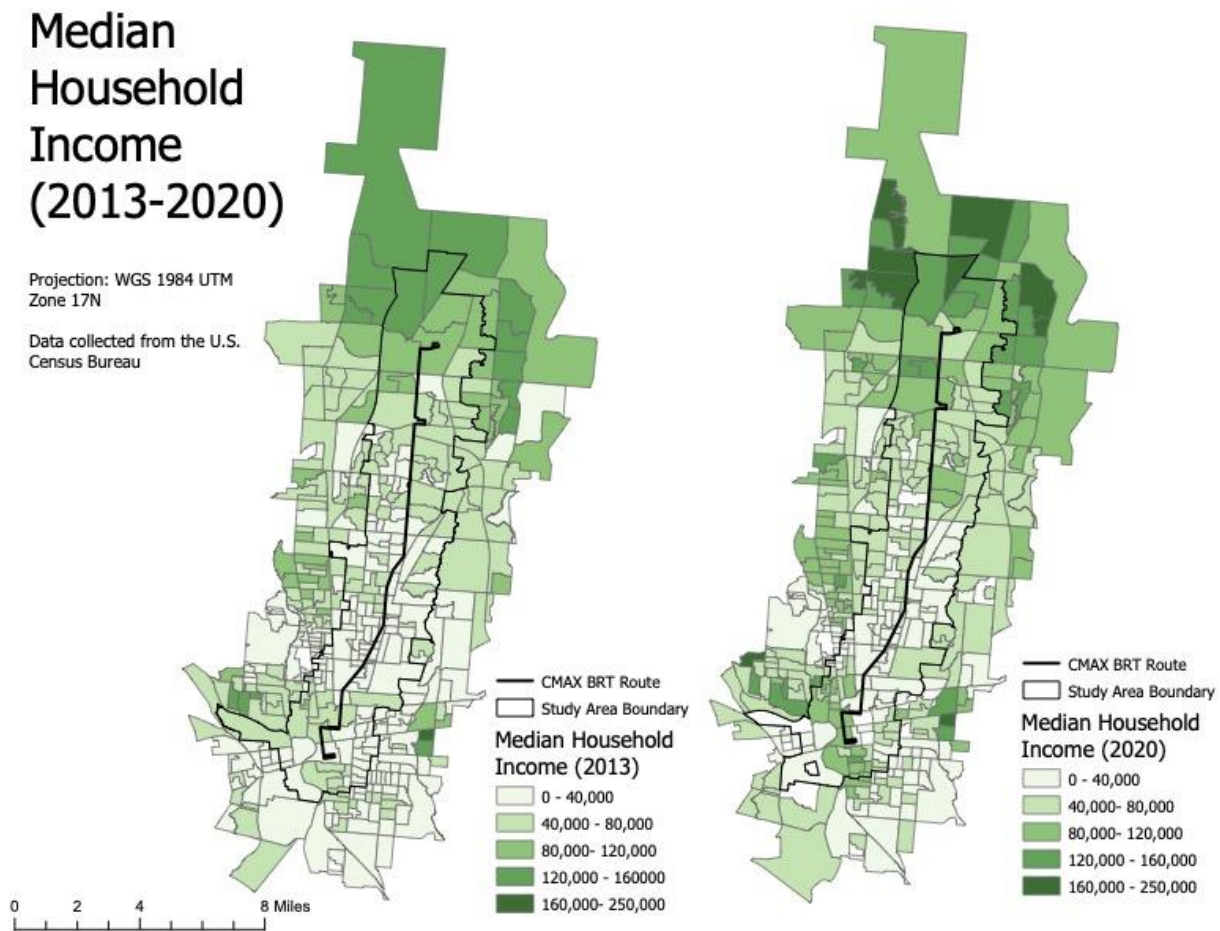 Median
Household
Income
(2013-2020)
Projection: WGS 1984 UTM
Zone 17N
Data collected from the U.S.
Census Bureau
CMAX BRT Route
Study Area Boundary
Median Household
Income (2013)
0 - 40,000
40,000 - 80,000
80,000- 120,000
120,000 - 160000
160,000- 250,000
CMAX BRT Route
Study Area Boundary
Median Household
Income (2020)
0 - 40,000
40,000- 80,000
80,000- 120,000
120,000 - 160,000
160,000 - 250,000
0 2 4 8 Miles